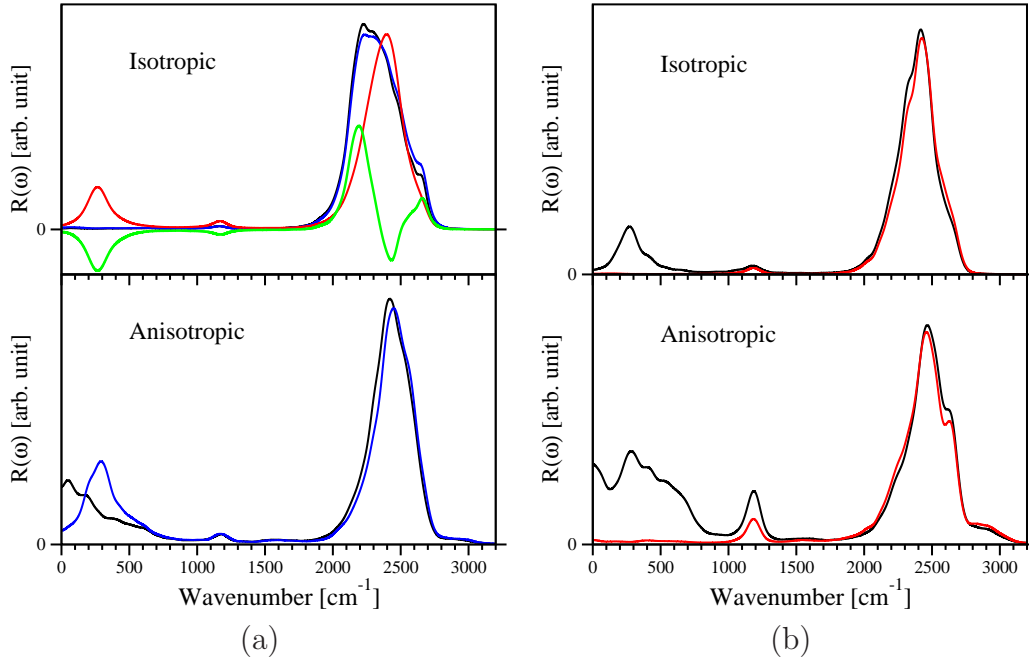 Isotropic
R(ω) [arb. unit]
0
Anisotropic
R(ω) [arb. unit]
0
0 500 1000 1500 2000 2500 3000
Wavenumber [cm⁻¹]
(a)
Isotropic
R(ω) [arb. unit]
0
Anisotropic
R(ω) [arb. unit]
0
0 500 1000 1500 2000 2500 3000
Wavenumber [cm⁻¹]
(b)